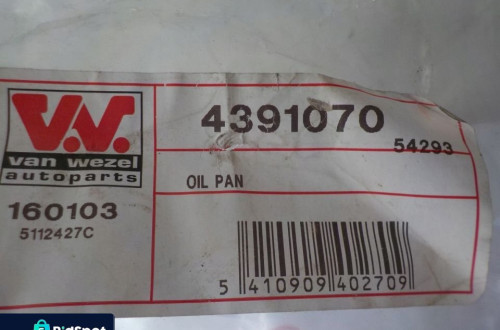 V.W.
van wezel
autoparts
4391070
54293
OIL PAN
160103
5112427C
5 410909 402709